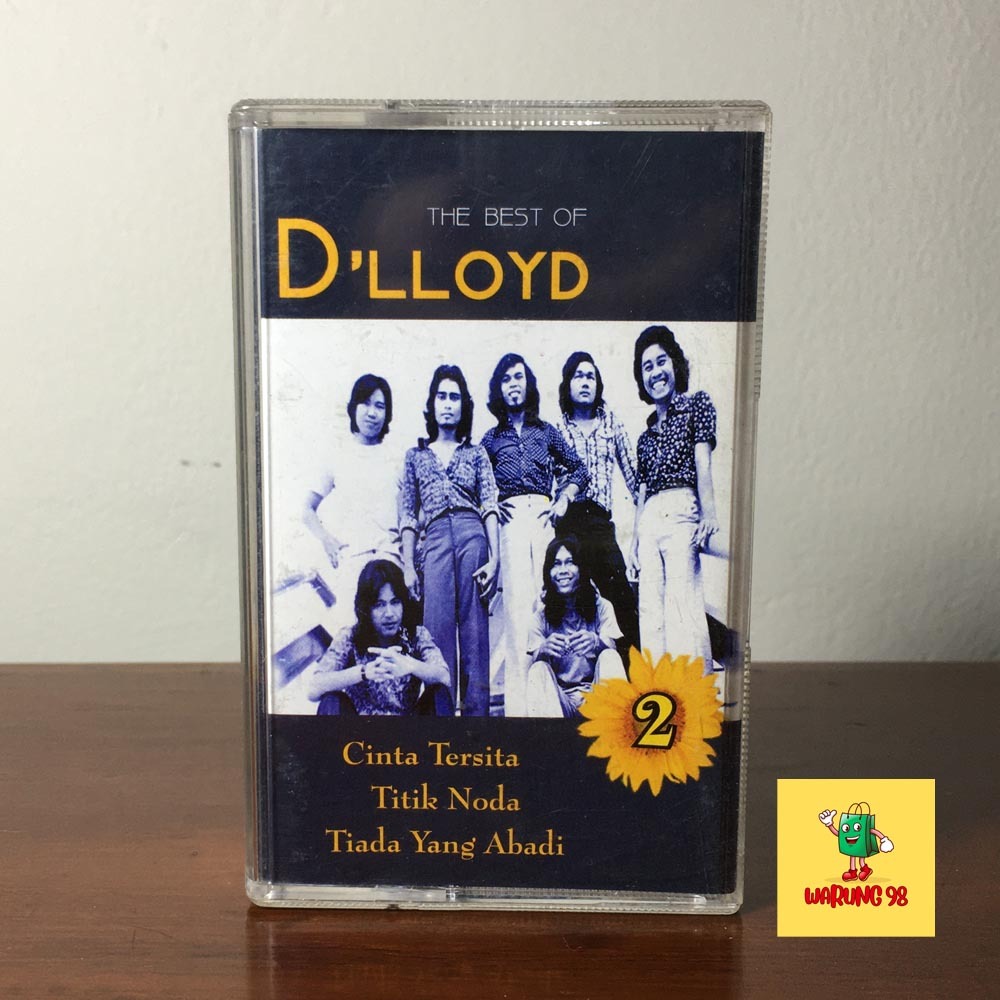 THE BEST OF
D'LLOYD
2
Cinta Tersita
Titik Noda
Tiada Yang Abadi
WARUNG 98